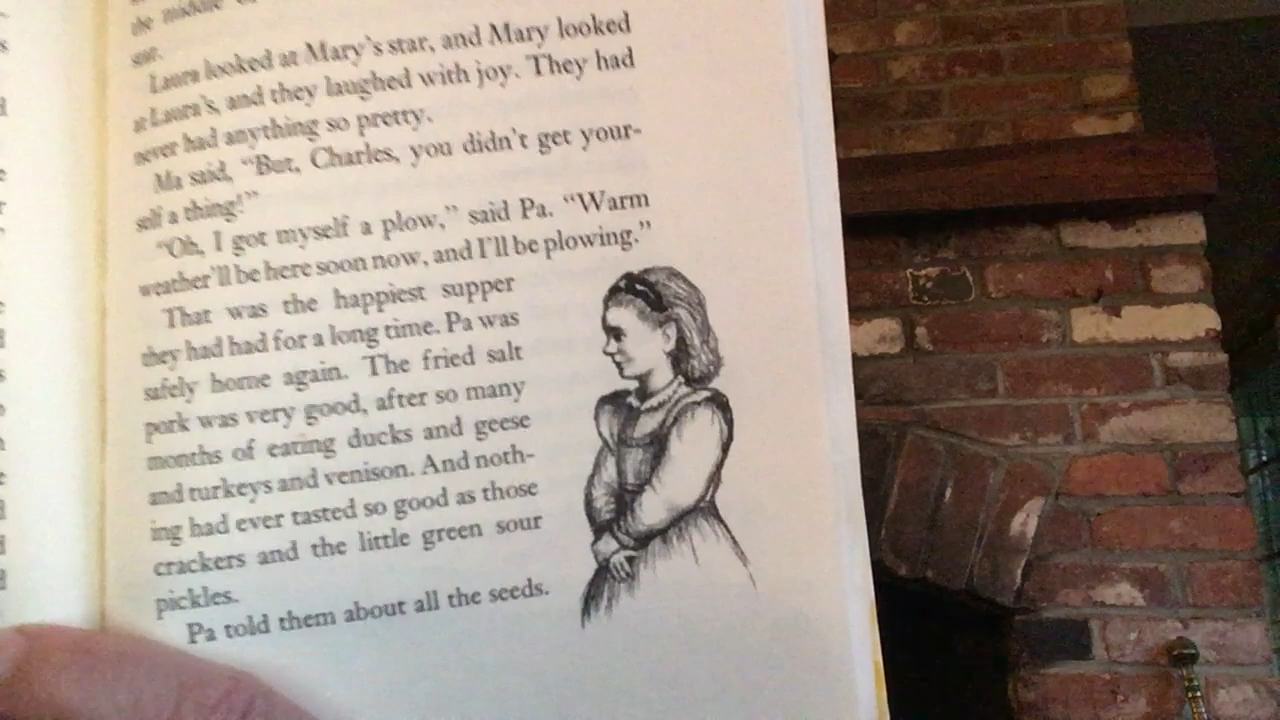 the middle
star.
Laura looked at Mary's star, and Mary looked
at Laura's, and they laughed with joy. They had
never had anything so pretty.
Ma said, "But, Charles, you didn't get your-
self a thing!"
"Oh, I got myself a plow," said Pa. "Warm
weather'll be here soon now, and I'll be plowing."
That was the happiest supper
they had had for a long time. Pa was
safely home again. The fried salt
pork was very good, after so many
months of eating ducks and geese
and turkeys and venison. And noth-
ing had ever tasted so good as those
crackers and the little green sour
pickles.
Pa told them about all the seeds.